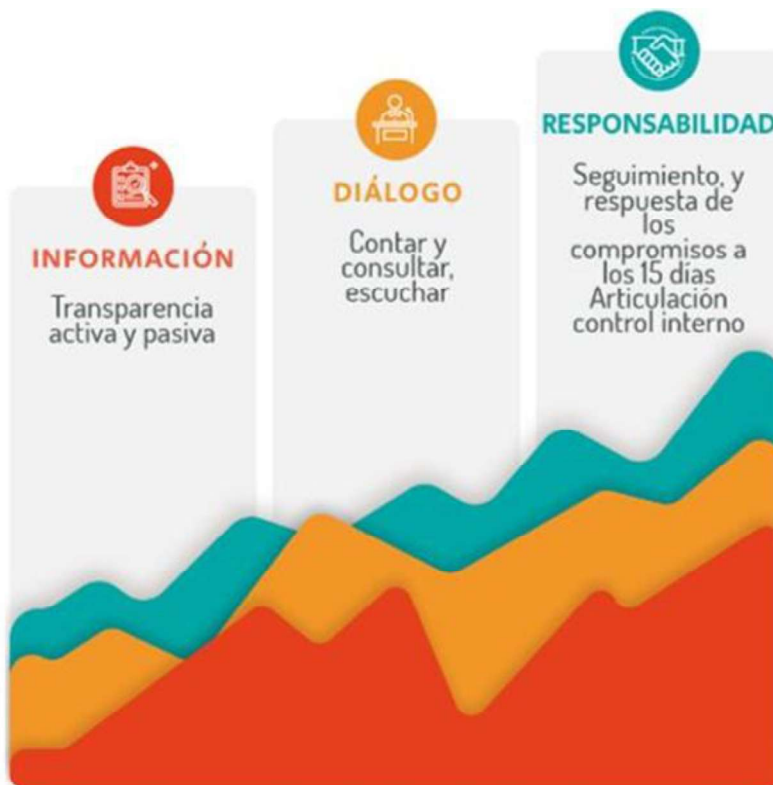 INFORMACIÓN
Transparencia
activa y pasiva
DIÁLOGO
Contar y
consultar,
escuchar
RESPONSABILIDAD
Seguimiento, y
respuesta de
los
compromisos a
los 15 días
Articulación
control interno